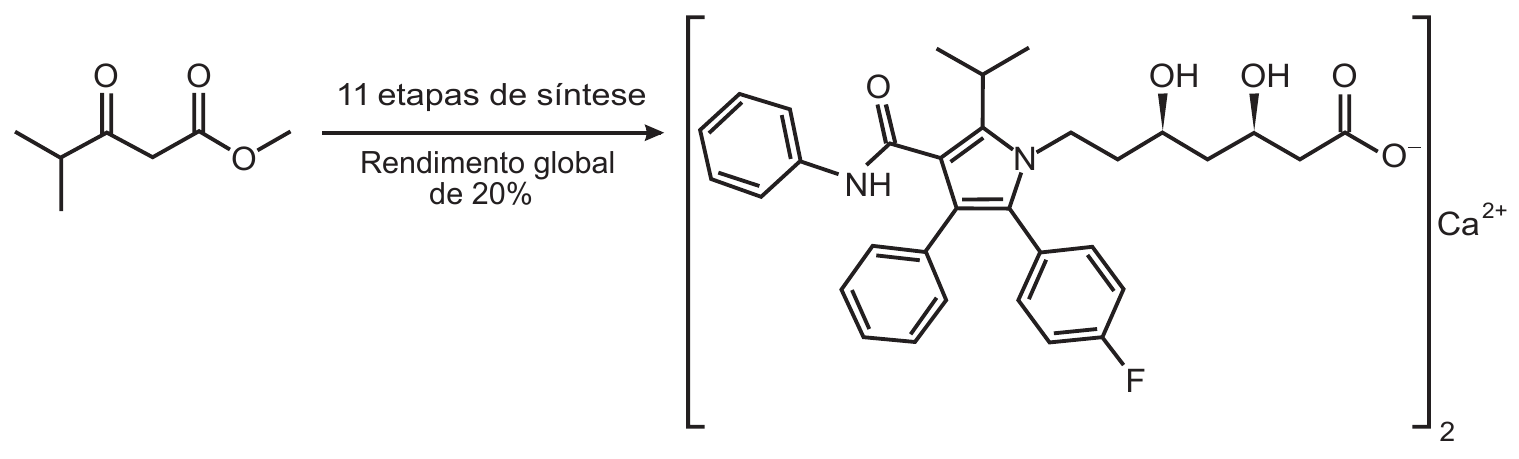 O O
O
11 etapas de síntese
Rendimento global
de 20%
O
NH
N
OH OH O
O⁻
F
2
Ca²⁺